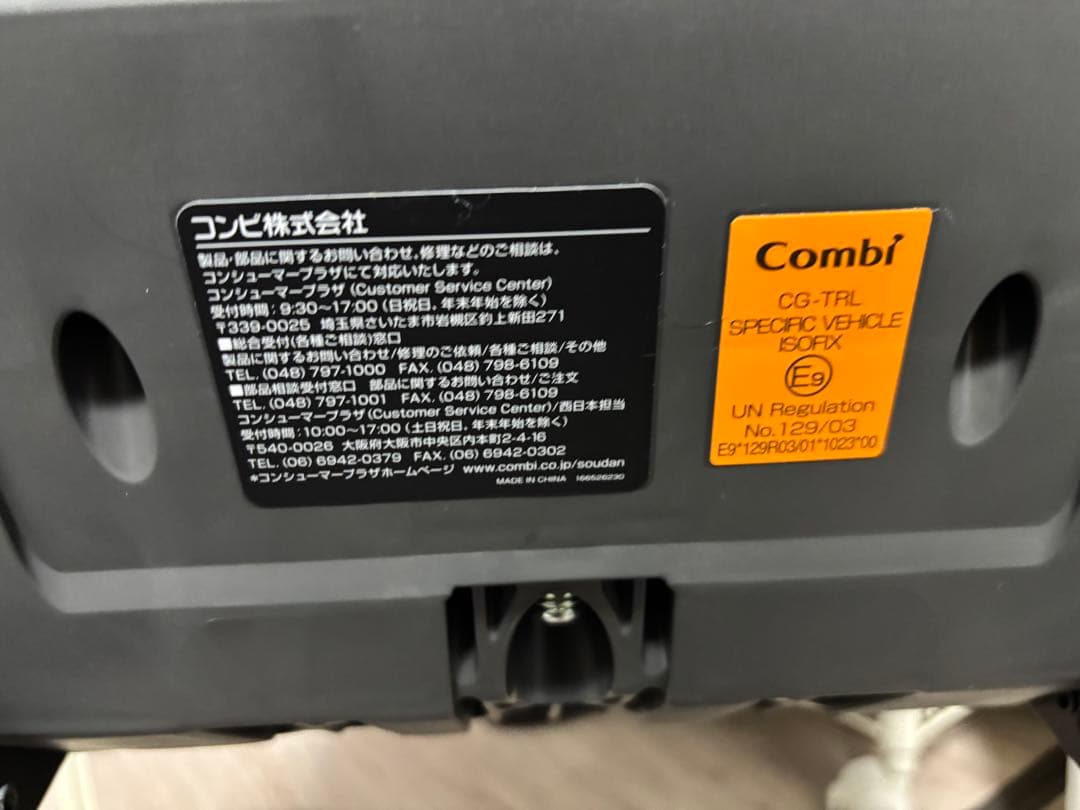 コンビ株式会社
製品・部品に関するお問い合わせ、修理などのご相談は、
コンシューマープラザにて対応いたします。
コンシューマープラザ(Customer Service Center)
受付時間:9:30〜17:00(日祝日、年末年始を除く)
〒339-0025 埼玉県さいたま市岩槻区釣上新田271
■総合受付(各種ご相談)窓口
製品に関するお問い合わせ/修理のご依頼/各種ご相談/その他
TEL.(048)797-1000 FAX.(048)798-6109
■部品相談受付窓口 部品に関するお問い合わせ/ご注文
TEL.(048)797-1001 FAX.(048)798-6109
コンシューマープラザ(Customer Service Center)/西日本担当
受付時間:10:00〜17:00(土日祝日、年末年始を除く)
〒540-0026 大阪府大阪市中央区内本町2-4-16
TEL.(06)6942-0379 FAX.(06)6942-0302
*コンシューマープラザホームページ www.combi.co.jp/soudan
MADE IN CHINA 166526230
Combi
CG-TRL
SPECIFIC VEHICLE
ISOFIX
E9
UN Regulation
No.129/03
E9*129R03/01*1023*00